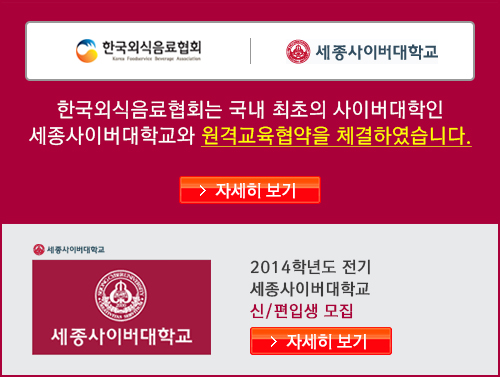 한국외식음료협회
Korea Foodservice Beverage Association
세종사이버대학교
한국외식음료협회는 국내 최초의 사이버대학인
세종사이버대학교와 원격교육협약을 체결하였습니다.
> 자세히 보기
세종사이버대학교
세종사이버대학교
2014학년도 전기
세종사이버대학교
신/편입생 모집
> 자세히 보기